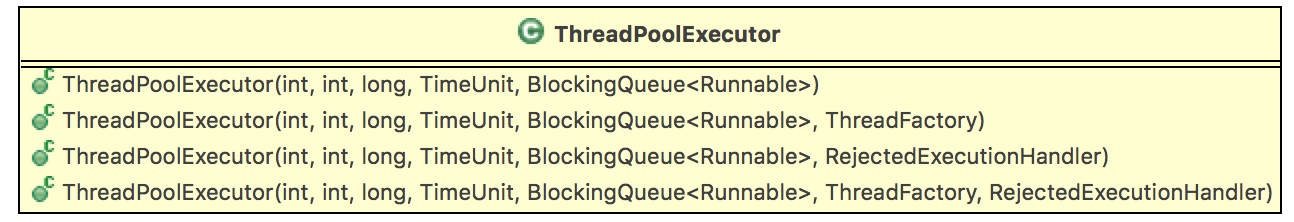 C ThreadPoolExecutor
C ThreadPoolExecutor(int, int, long, TimeUnit, BlockingQueue<Runnable>)
C ThreadPoolExecutor(int, int, long, TimeUnit, BlockingQueue<Runnable>, ThreadFactory)
C ThreadPoolExecutor(int, int, long, TimeUnit, BlockingQueue<Runnable>, RejectedExecutionHandler)
C ThreadPoolExecutor(int, int, long, TimeUnit, BlockingQueue<Runnable>, ThreadFactory, RejectedExecutionHandler)